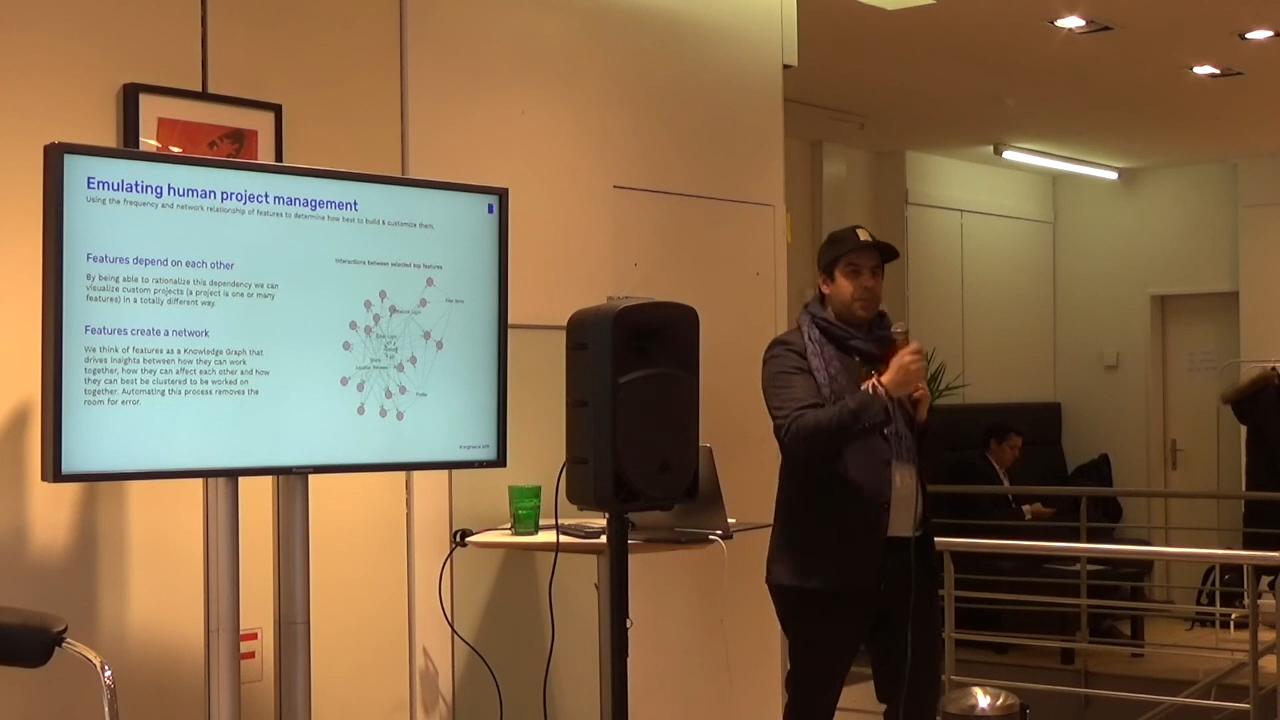 Emulating human project management
Using the frequency and network relationship of features to determine how best to build & customize them.
Features depend on each other
By being able to rationalize this dependency we can
visualize custom projects (a project is one or many
features) in a totally different way.
Features create a network
We think of features as a Knowledge Graph that
drives insights between how they can work
together, how they can affect each other and how
they can best be clustered to be worked on
together. Automating this process removes the
room for error.
Interactions between selected top features
Email Login
Share
Profile
Panasonic